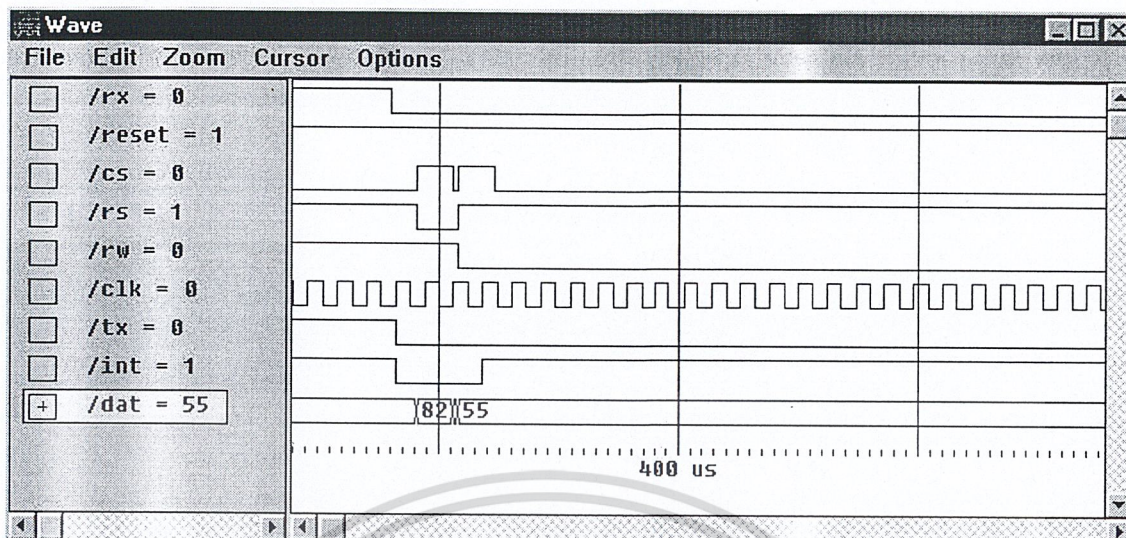 Wave
File Edit Zoom Cursor Options
/rx = 0
/reset = 1
/cs = 0
/rs = 1
/rw = 0
/clk = 0
/tx = 0
/int = 1
+ /dat = 55
82 55
400 us